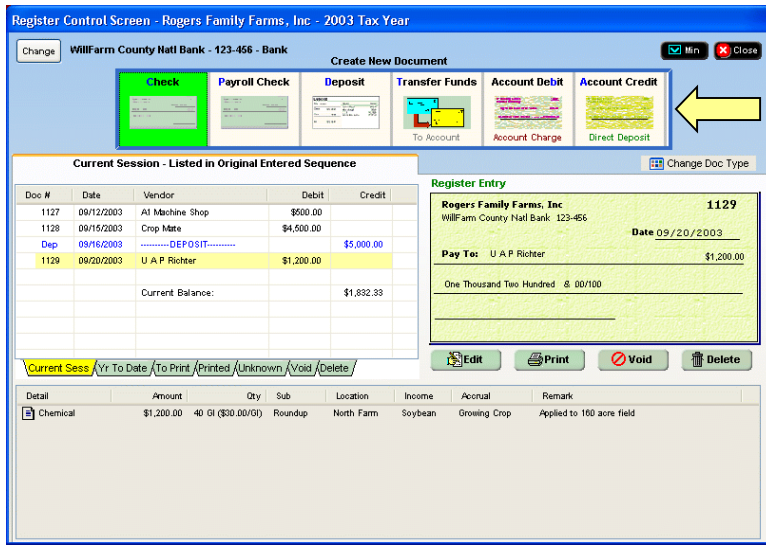 Register Control Screen - Rogers Family Farms, Inc - 2003 Tax Year
Change WillFarm County Natl Bank - 123-456 - Bank Min Close
Create New Document
Check Payroll Check Deposit Transfer Funds Account Debit Account Credit
To Account Account Charge Direct Deposit
Current Session - Listed in Original Entered Sequence Change Doc Type
Doc # Date Vendor Debit Credit
1127 09/12/2003 A1 Machine Shop $500.00
1128 09/15/2003 Crop Mate $4,500.00
Dep 09/16/2003 ----------DEPOSIT---------- $5,000.00
1129 09/20/2003 U A P Richter $1,200.00
Current Balance: $1,832.33
Current Sess Yr To Date To Print Printed Unknown Void Delete
Register Entry
Rogers Family Farms, Inc 1129
WillFarm County Natl Bank 123-456
Date 09/20/2003
Pay To: U A P Richter $1,200.00
One Thousand Two Hundred & 00/100
Edit Print Void Delete
Detail Amount Qty Sub Location Income Accrual Remark
Chemical $1,200.00 40 Gl ($30.00/Gl) Roundup North Farm Soybean Growing Crop Applied to 160 acre field